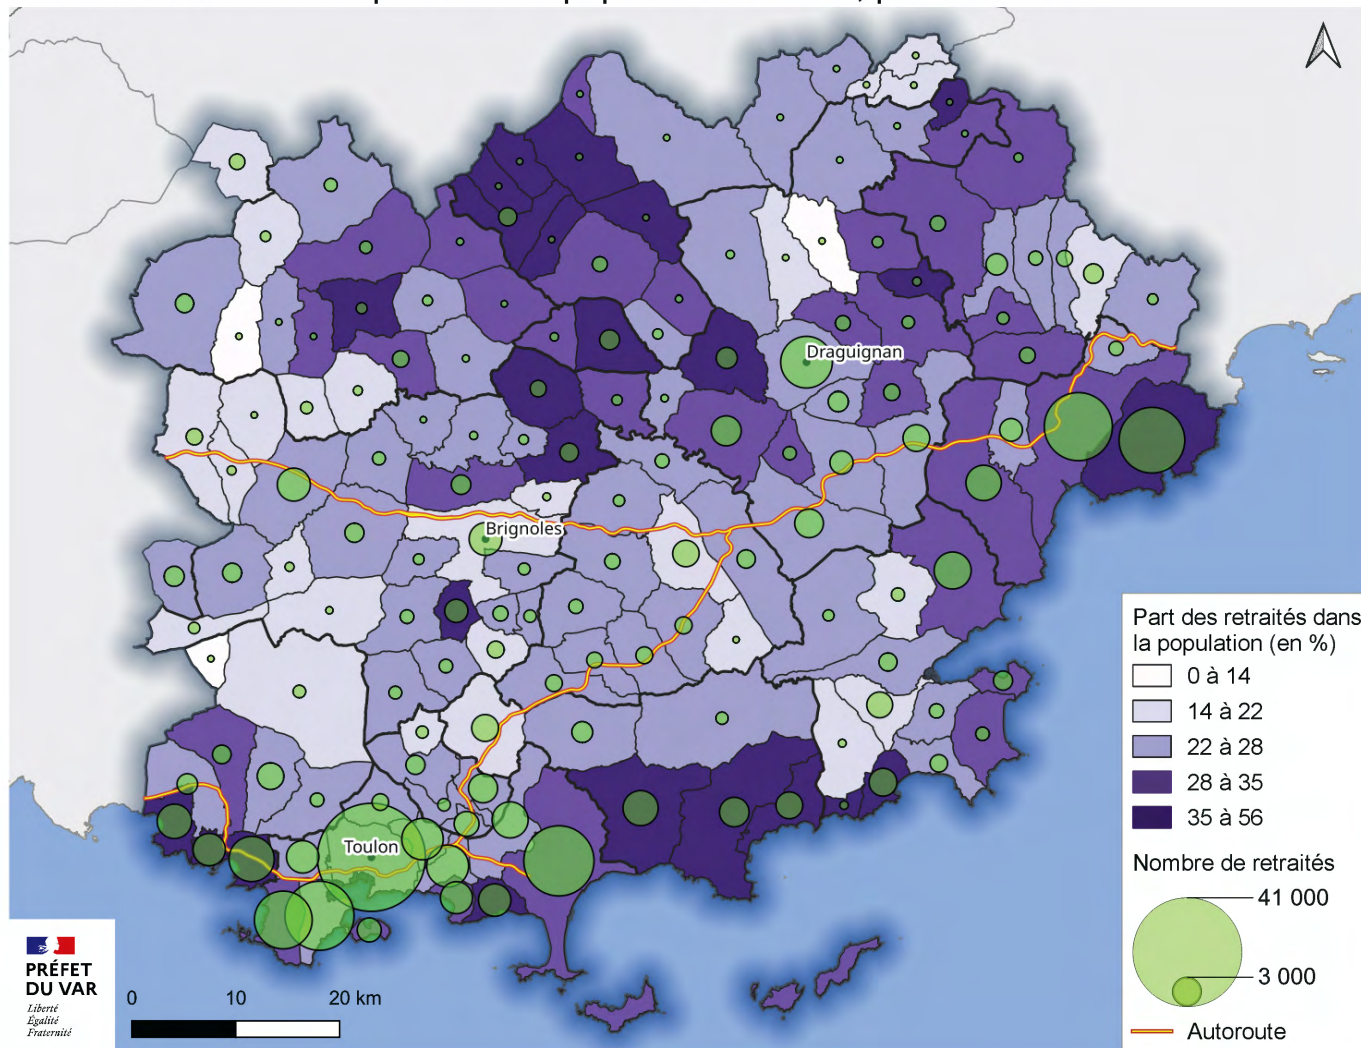 Draguignan
Brignoles
Toulon
Part des retraités dans
la population (en %)
0 à 14
14 à 22
22 à 28
28 à 35
35 à 56
Nombre de retraités
41 000
3 000
Autoroute
PRÉFET
DU VAR
Liberté
Égalité
Fraternité
0 10 20 km